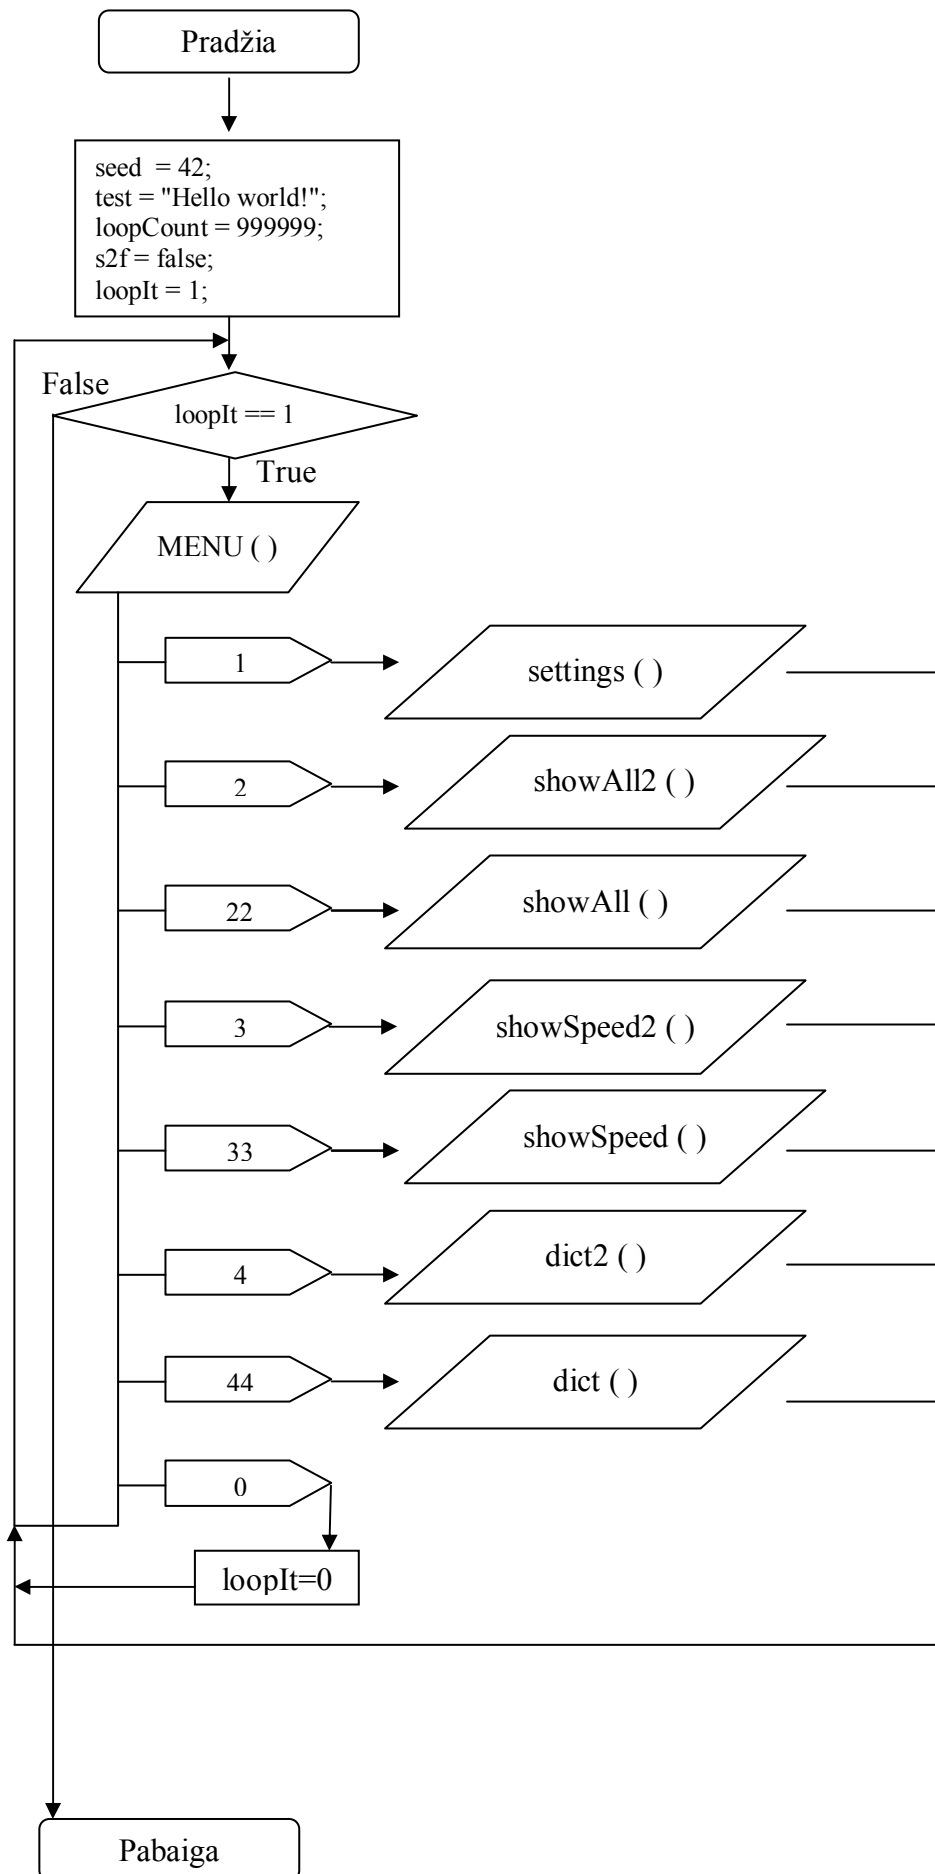 Pradžia
seed = 42;
test = "Hello world!";
loopCount = 999999;
s2f = false;
loopIt = 1;
False
loopIt == 1
True
MENU ( )
1
settings ( )
2
showAll2 ( )
22
showAll ( )
3
showSpeed2 ( )
33
showSpeed ( )
4
dict2 ( )
44
dict ( )
0
loopIt=0
Pabaiga